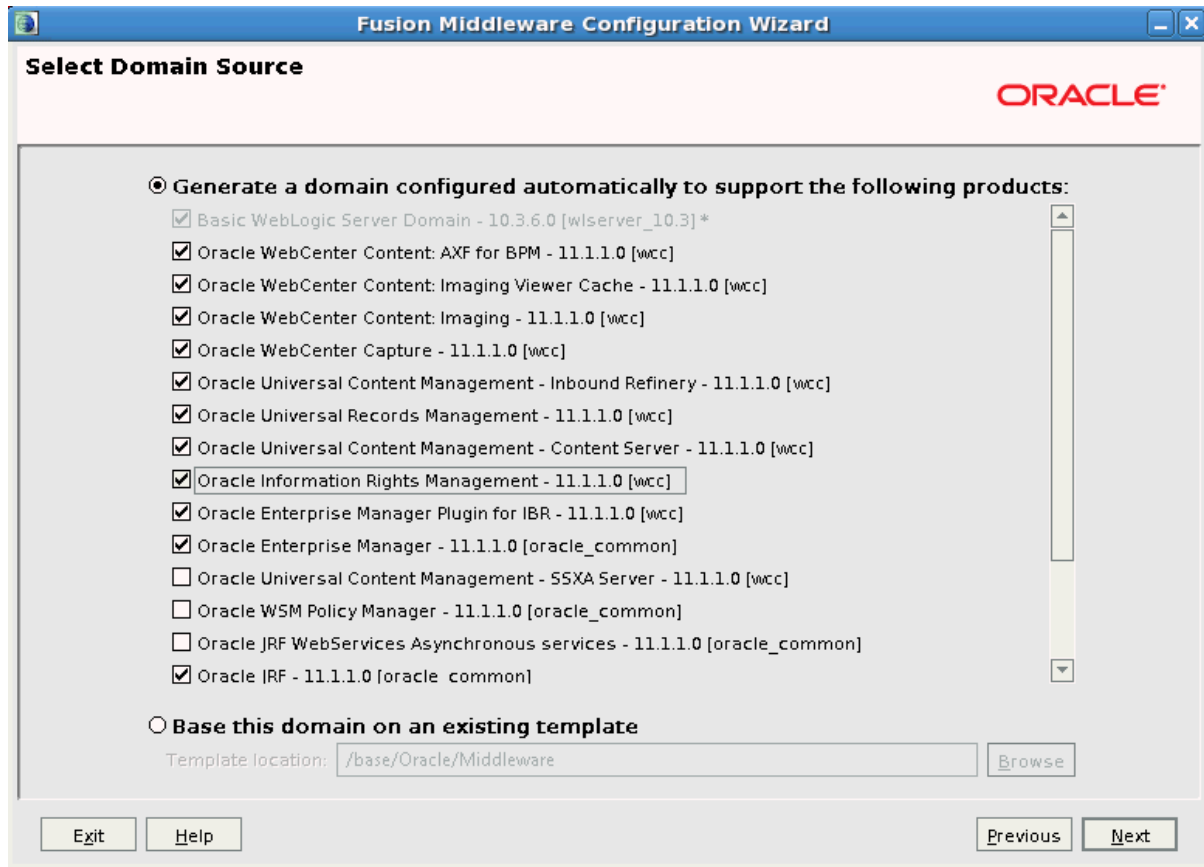 Fusion Middleware Configuration Wizard
Select Domain Source
ORACLE
Generate a domain configured automatically to support the following products:
Basic WebLogic Server Domain - 10.3.6.0 [wlserver_10.3] *
Oracle WebCenter Content: AXF for BPM - 11.1.1.0 [wcc]
Oracle WebCenter Content: Imaging Viewer Cache - 11.1.1.0 [wcc]
Oracle WebCenter Content: Imaging - 11.1.1.0 [wcc]
Oracle WebCenter Capture - 11.1.1.0 [wcc]
Oracle Universal Content Management - Inbound Refinery - 11.1.1.0 [wcc]
Oracle Universal Records Management - 11.1.1.0 [wcc]
Oracle Universal Content Management - Content Server - 11.1.1.0 [wcc]
Oracle Information Rights Management - 11.1.1.0 [wcc]
Oracle Enterprise Manager Plugin for IBR - 11.1.1.0 [wcc]
Oracle Enterprise Manager - 11.1.1.0 [oracle_common]
Oracle Universal Content Management - SSXA Server - 11.1.1.0 [wcc]
Oracle WSM Policy Manager - 11.1.1.0 [oracle_common]
Oracle JRF WebServices Asynchronous services - 11.1.1.0 [oracle_common]
Oracle JRF - 11.1.1.0 [oracle_common]
Base this domain on an existing template
Template location: /base/Oracle/Middleware Browse
Exit Help Previous Next